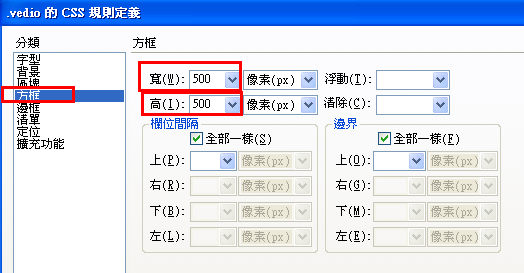 .vedio 的 CSS 規則定義
分類
方框
字型
背景
區塊
方框
邊框
清單
定位
擴充功能
寬(W): 500 像素(px) 浮動(T):
高(I): 500 像素(px) 清除(C):
欄位間隔
全部一樣(S)
上(P): 像素(px)
右(R): 像素(px)
下(B): 像素(px)
左(L): 像素(px)
邊界
全部一樣(F)
上(O): 像素(px)
右(G): 像素(px)
下(M): 像素(px)
左(E): 像素(px)